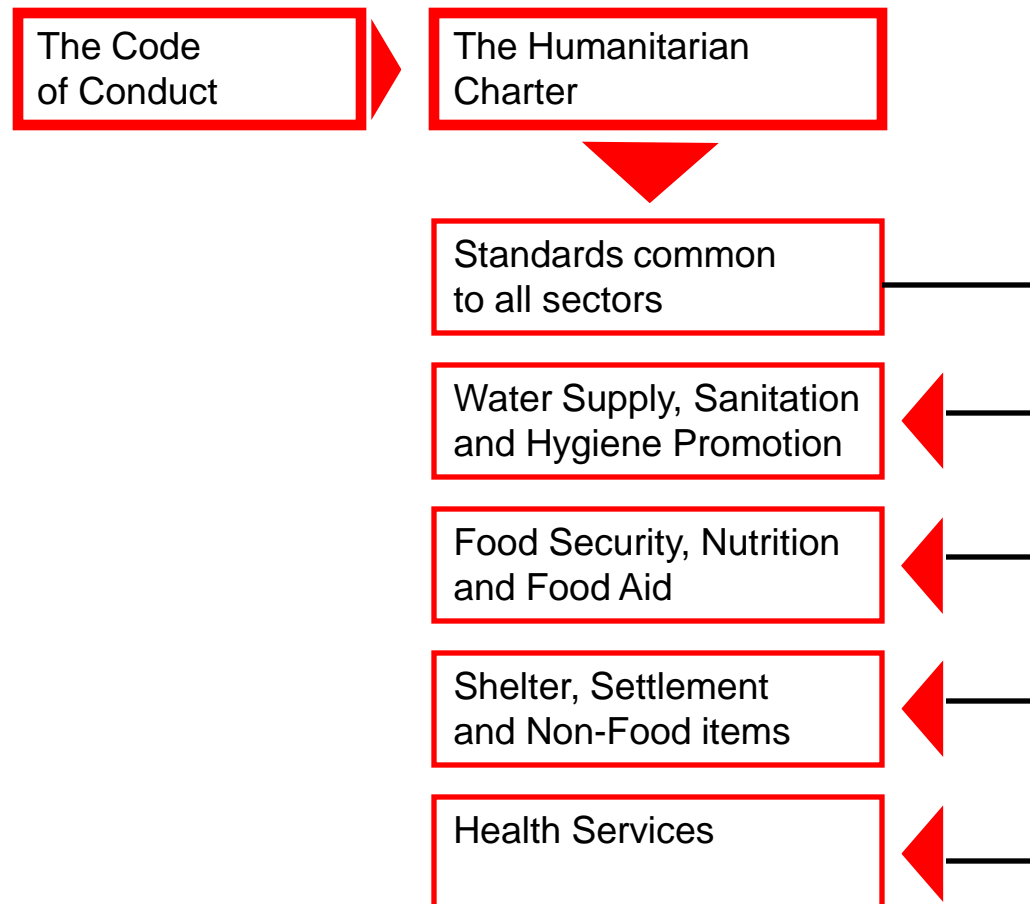 The Code
of Conduct
The Humanitarian
Charter
Standards common
to all sectors
Water Supply, Sanitation
and Hygiene Promotion
Food Security, Nutrition
and Food Aid
Shelter, Settlement
and Non-Food items
Health Services